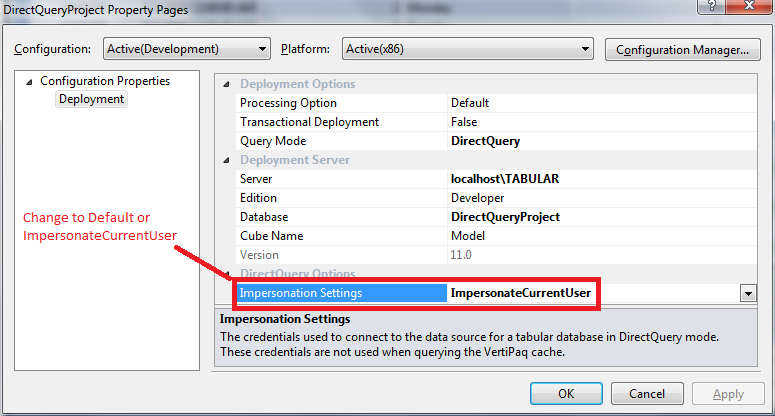 DirectQueryProject Property Pages
?
Configuration: Active(Development) Platform: Active(x86) Configuration Manager...
Configuration Properties
Deployment
Deployment Options
Processing Option Default
Transactional Deployment False
Query Mode DirectQuery
Deployment Server
Server localhost\TABULAR
Edition Developer
Database DirectQueryProject
Cube Name Model
Version 11.0
DirectQuery Options
Impersonation Settings ImpersonateCurrentUser
Change to Default or
ImpersonateCurrentUser
Impersonation Settings
The credentials used to connect to the data source for a tabular database in DirectQuery mode.
These credentials are not used when querying the VertiPaq cache.
OK Cancel Apply